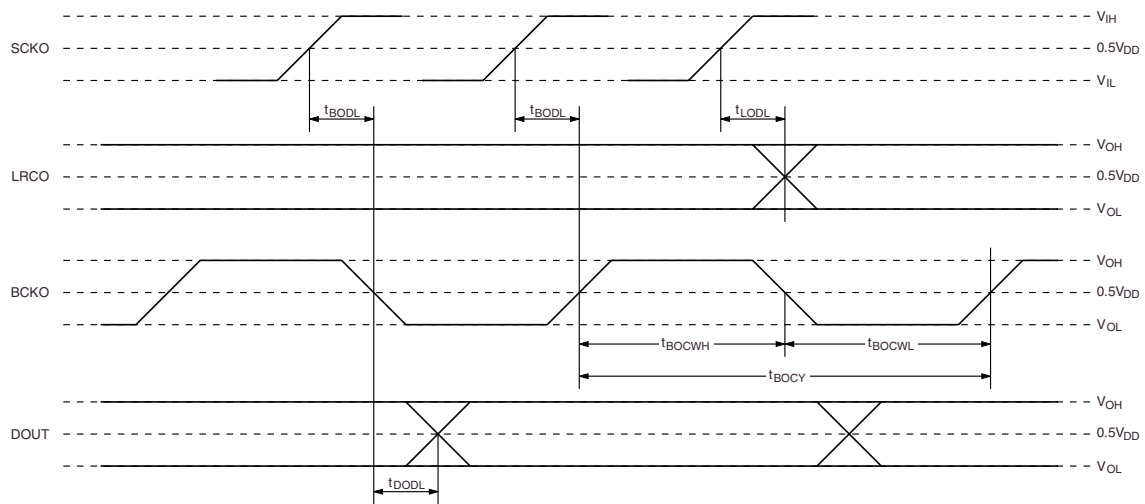 V_IH
SCKO 0.5V_DD
V_IL
t_BODL t_BODL t_LODL
V_OH
LRCO 0.5V_DD
V_OL
V_OH
BCKO 0.5V_DD
V_OL
t_BOCWH t_BOCWL
t_BOCY
V_OH
DOUT 0.5V_DD
V_OL
t_DODL